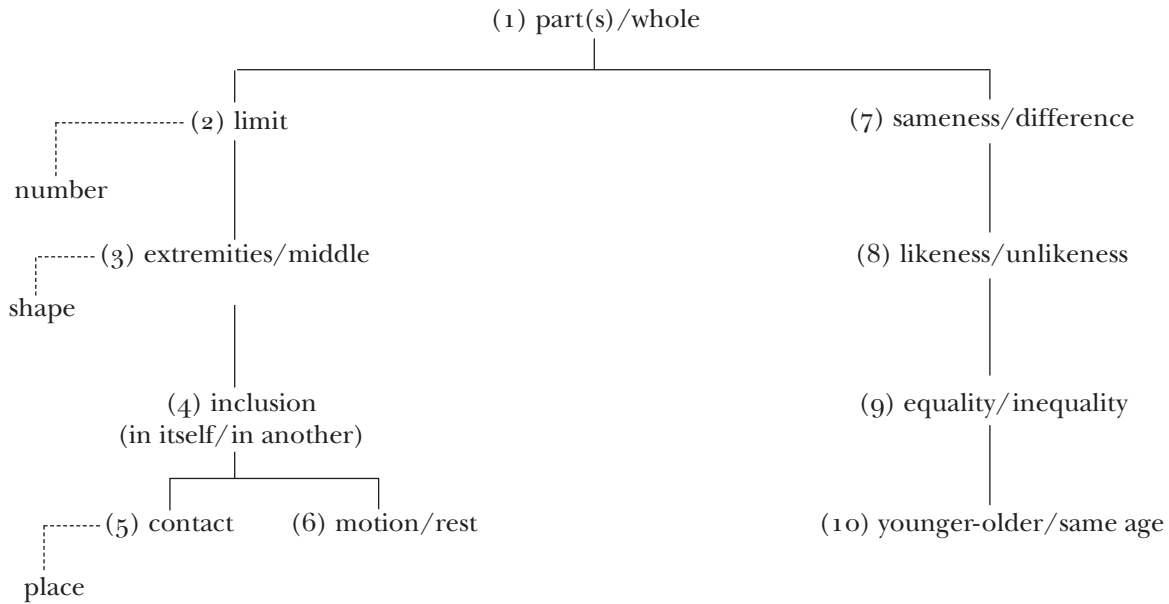 (1) part(s)/whole
(2) limit
(7) sameness/difference
number
(3) extremities/middle
(8) likeness/unlikeness
shape
(4) inclusion
(in itself/in another)
(9) equality/inequality
(5) contact
(6) motion/rest
(10) younger-older/same age
place